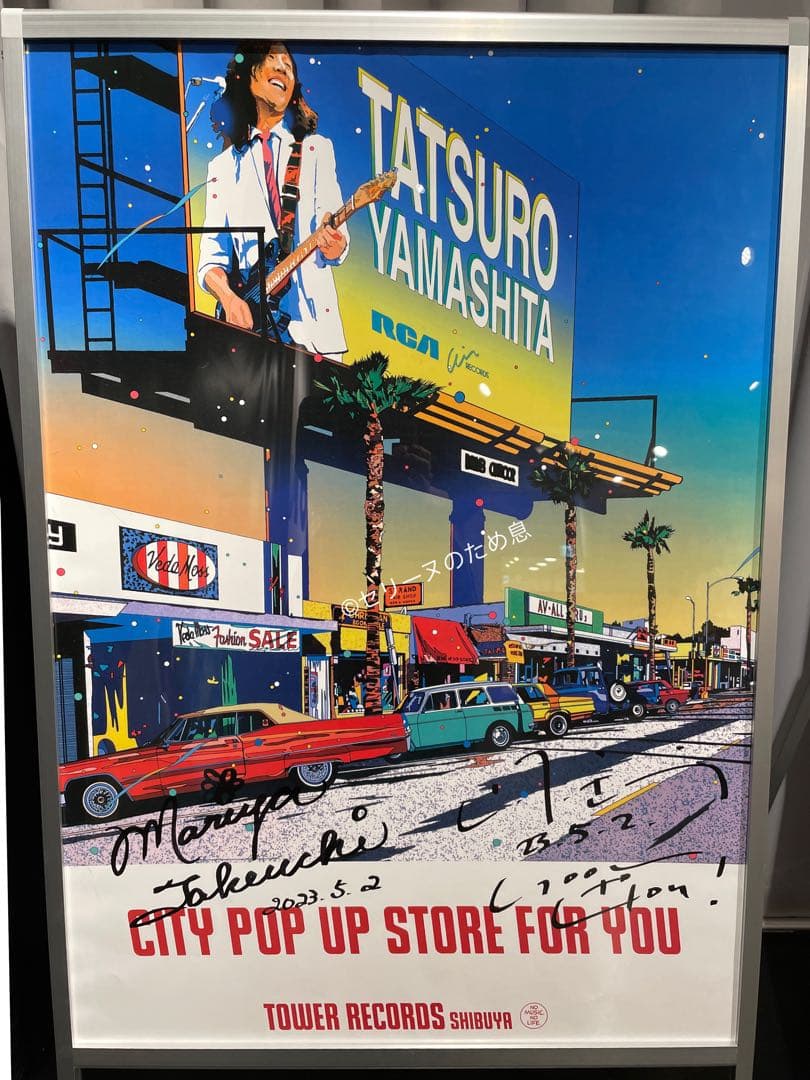 TATSURO
YAMASHITA
RCA
Air
RECORDS
y
Veda Moss
Veda Moss Fashion SALE
©セリーヌのため息
Mariya
Takeuchi
2023.5.2
23.5.2.
CITY POP UP STORE FOR YOU
TOWER RECORDS SHIBUYA
NO
MUSIC,
NO
LIFE.